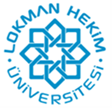 • LOKMAN HEKİM •
ÜNİVERSİTESİ